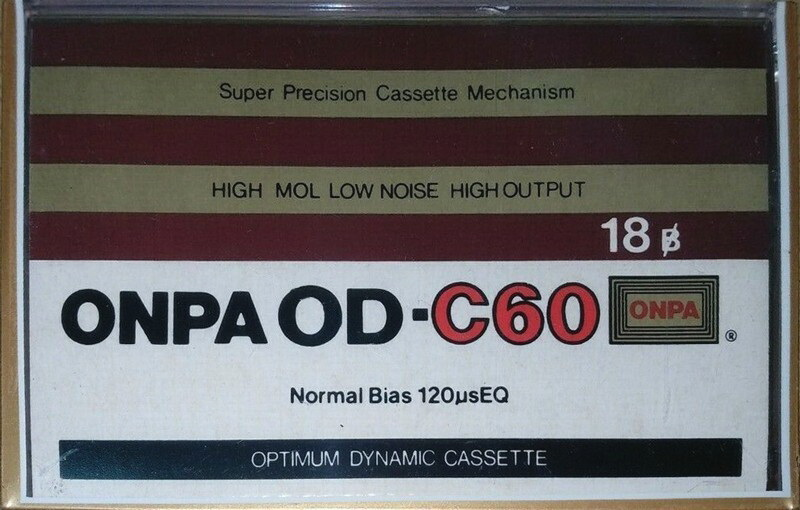 Super Precision Cassette Mechanism
HIGH MOL LOW NOISE HIGH OUTPUT
18 ฿
ONPA OD-C60
ONPA
®
Normal Bias 120µsEQ
OPTIMUM DYNAMIC CASSETTE